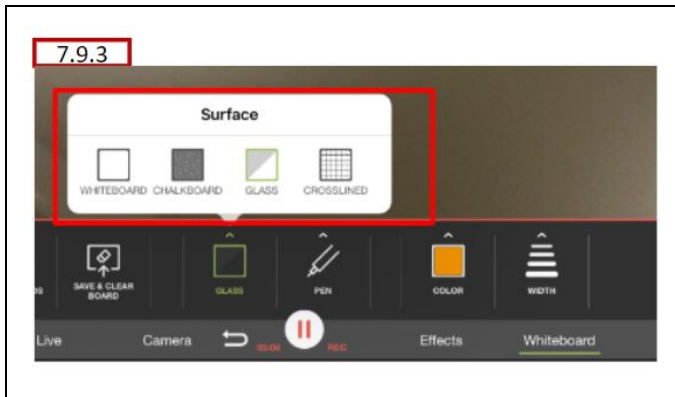 7.9.3
Surface
WHITEBOARD CHALKBOARD GLASS CROSSLINED
SAVE & CLEAR
BOARD
GLASS
PEN
COLOR
WIDTH
Live
Camera
REC
Effects
Whiteboard